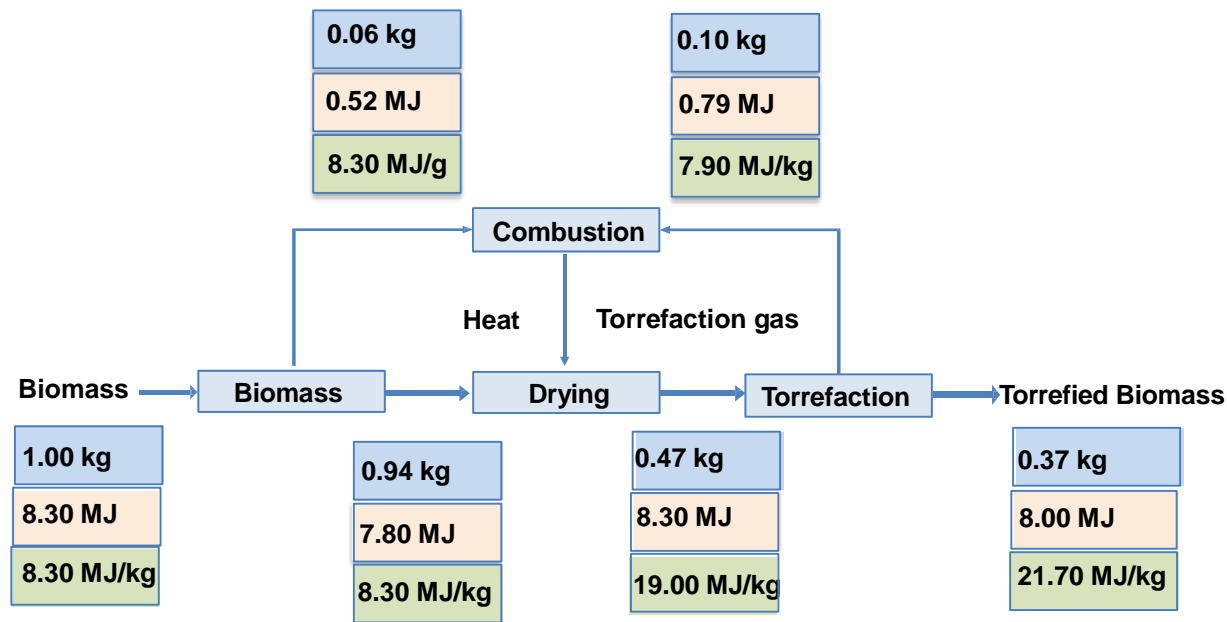 0.06 kg
0.52 MJ
8.30 MJ/g
0.10 kg
0.79 MJ
7.90 MJ/kg
Combustion
Heat
Torrefaction gas
Biomass
Biomass
Drying
Torrefaction
Torrefied Biomass
1.00 kg
8.30 MJ
8.30 MJ/kg
0.94 kg
7.80 MJ
8.30 MJ/kg
0.47 kg
8.30 MJ
19.00 MJ/kg
0.37 kg
8.00 MJ
21.70 MJ/kg